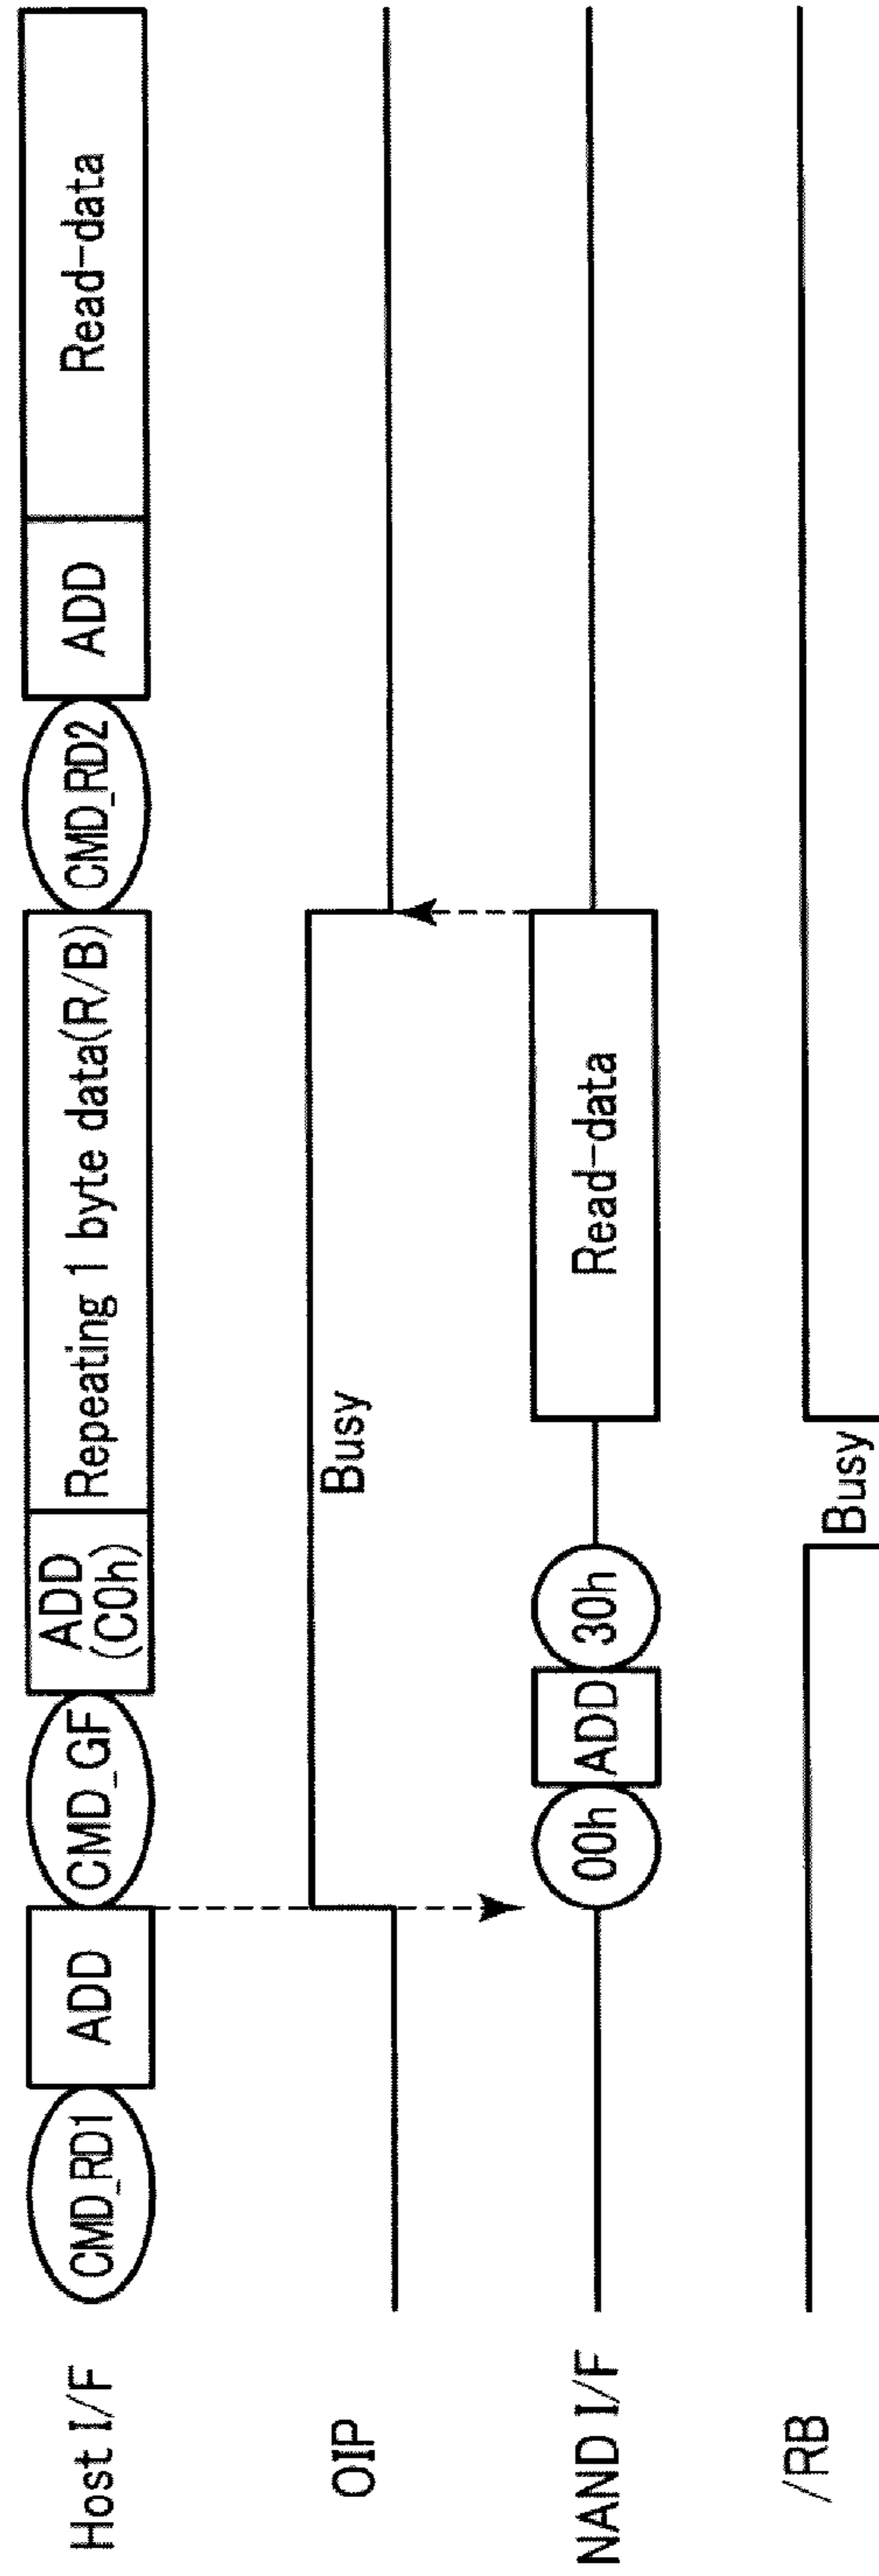 Host I/F
CMD_RD1
ADD
CMD_GF
ADD
(C0h)
Repeating 1 byte data(R/B)
CMD_RD2
ADD
Read-data
OIP
Busy
NAND I/F
00h
ADD
30h
Read-data
/RB
Busy